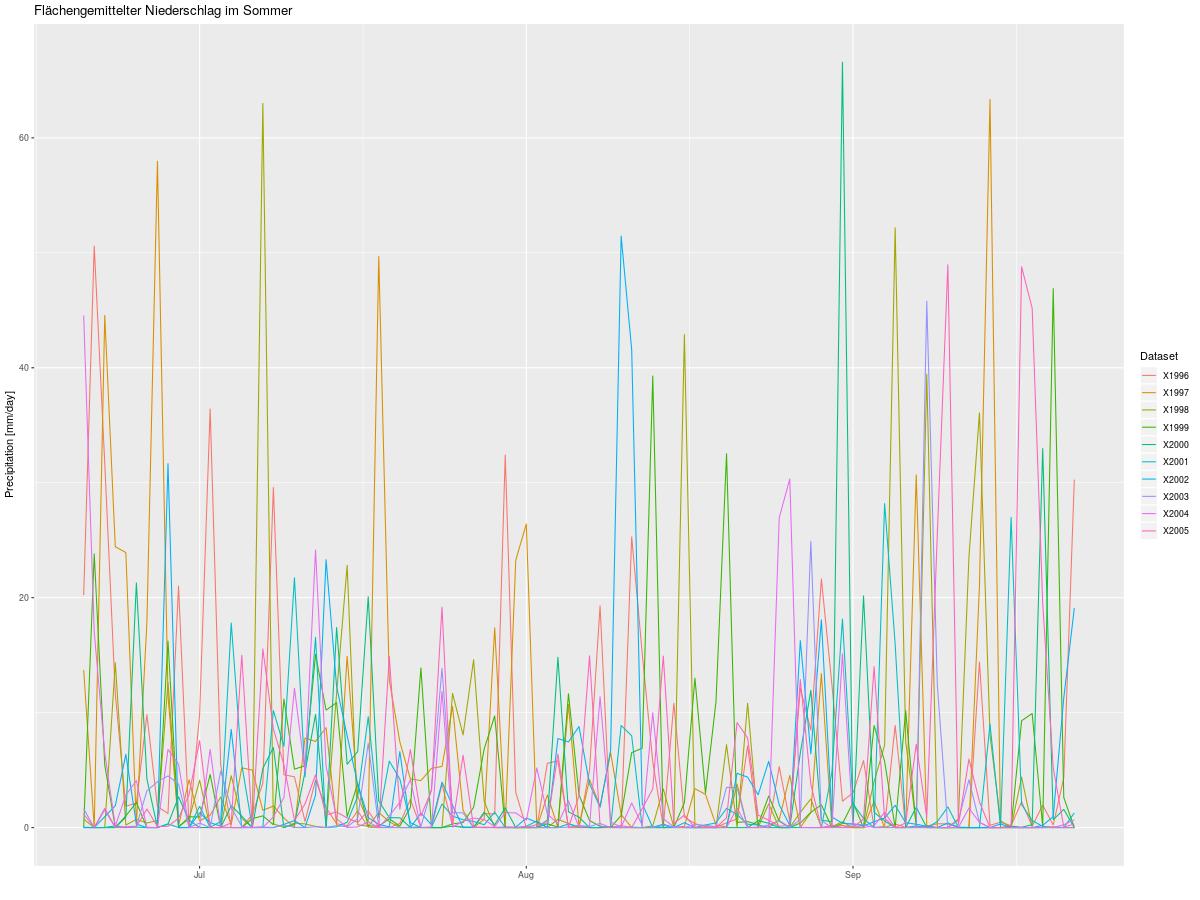 Flächengemittelter Niederschlag im Sommer
Precipitation [mm/day]
60
40
20
0
Jul
Aug
Sep
Dataset
X1996
X1997
X1998
X1999
X2000
X2001
X2002
X2003
X2004
X2005